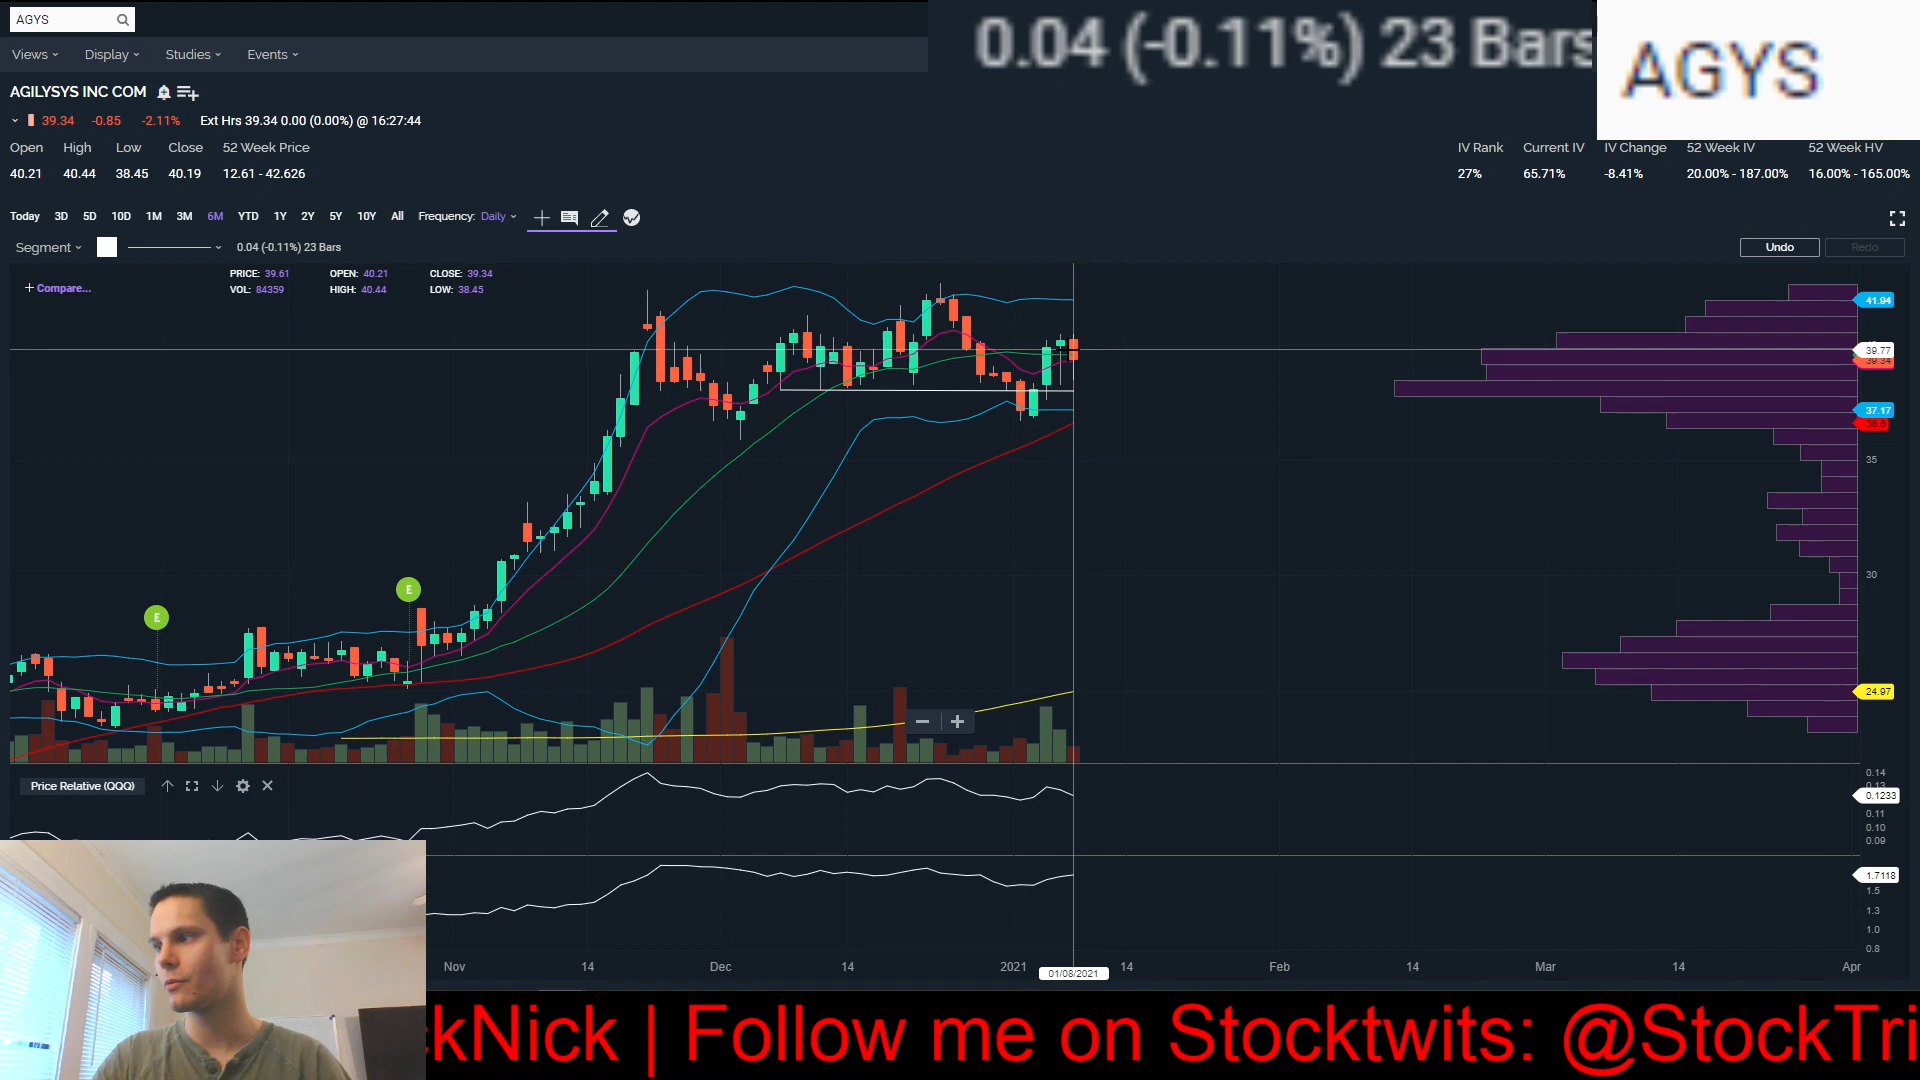 AGYS
0.04 (-0.11%) 23 Bars
AGYS
Views Display Studies Events
AGILYSYS INC COM
39.34 -0.85 -2.11% Ext Hrs 39.34 0.00 (0.00%) @ 16:27:44
Open High Low Close 52 Week Price
40.21 40.44 38.45 40.19 12.61 - 42.626
IV Rank Current IV IV Change 52 Week IV 52 Week HV
27% 65.71% -8.41% 20.00% - 187.00% 16.00% - 165.00%
Today 3D 5D 10D 1M 3M 6M YTD 1Y 2Y 5Y 10Y All Frequency: Daily
Segment 0.04 (-0.11%) 23 Bars Undo Redo
+ Compare...
PRICE: 39.61 OPEN: 40.21 CLOSE: 39.34
VOL: 84359 HIGH: 40.44 LOW: 38.45
41.94
39.77
39.34
37.17
35
30
24.97
E
E
Price Relative (QQQ)
0.14
0.13
0.1233
0.11
0.10
0.09
1.7118
1.5
1.3
1.0
0.8
Nov 14 Dec 14 2021 01/08/2021 14 Feb 14 Mar 14 Apr
ckNick | Follow me on Stocktwits: @StockTri